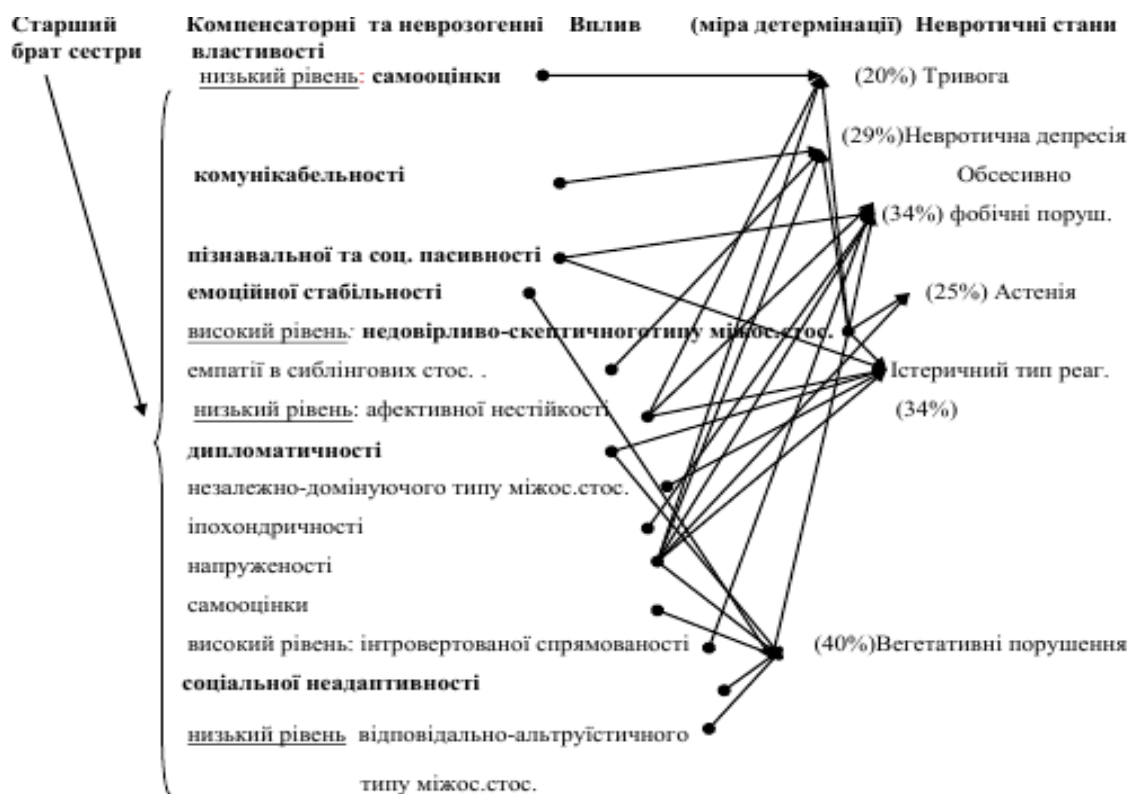 Старший Компенсаторні та неврозогенні Вплив (міра детермінації) Невротичні стани
брат сестри властивості
низький рівень: самооцінки (20%) Тривога
(29%)Невротична депресія
комунікабельності Обсесивно
(34%) фобічні поруш.
пізнавальної та соц. пасивності
емоційної стабільності (25%) Астенія
високий рівень: недовірливо-скептичноготипу міжос.стос.
емпатії в сиблінгових стос. . Істеричний тип реаг.
низький рівень: афективної нестійкості (34%)
дипломатичності
незалежно-домінуючого типу міжос.стос.
іпохондричності
напруженості
самооцінки
високий рівень: інтровертованої спрямованості (40%)Вегетативні порушення
соціальної неадаптивності
низький рівень відповідально-альтруїстичного
типу міжос.стос.